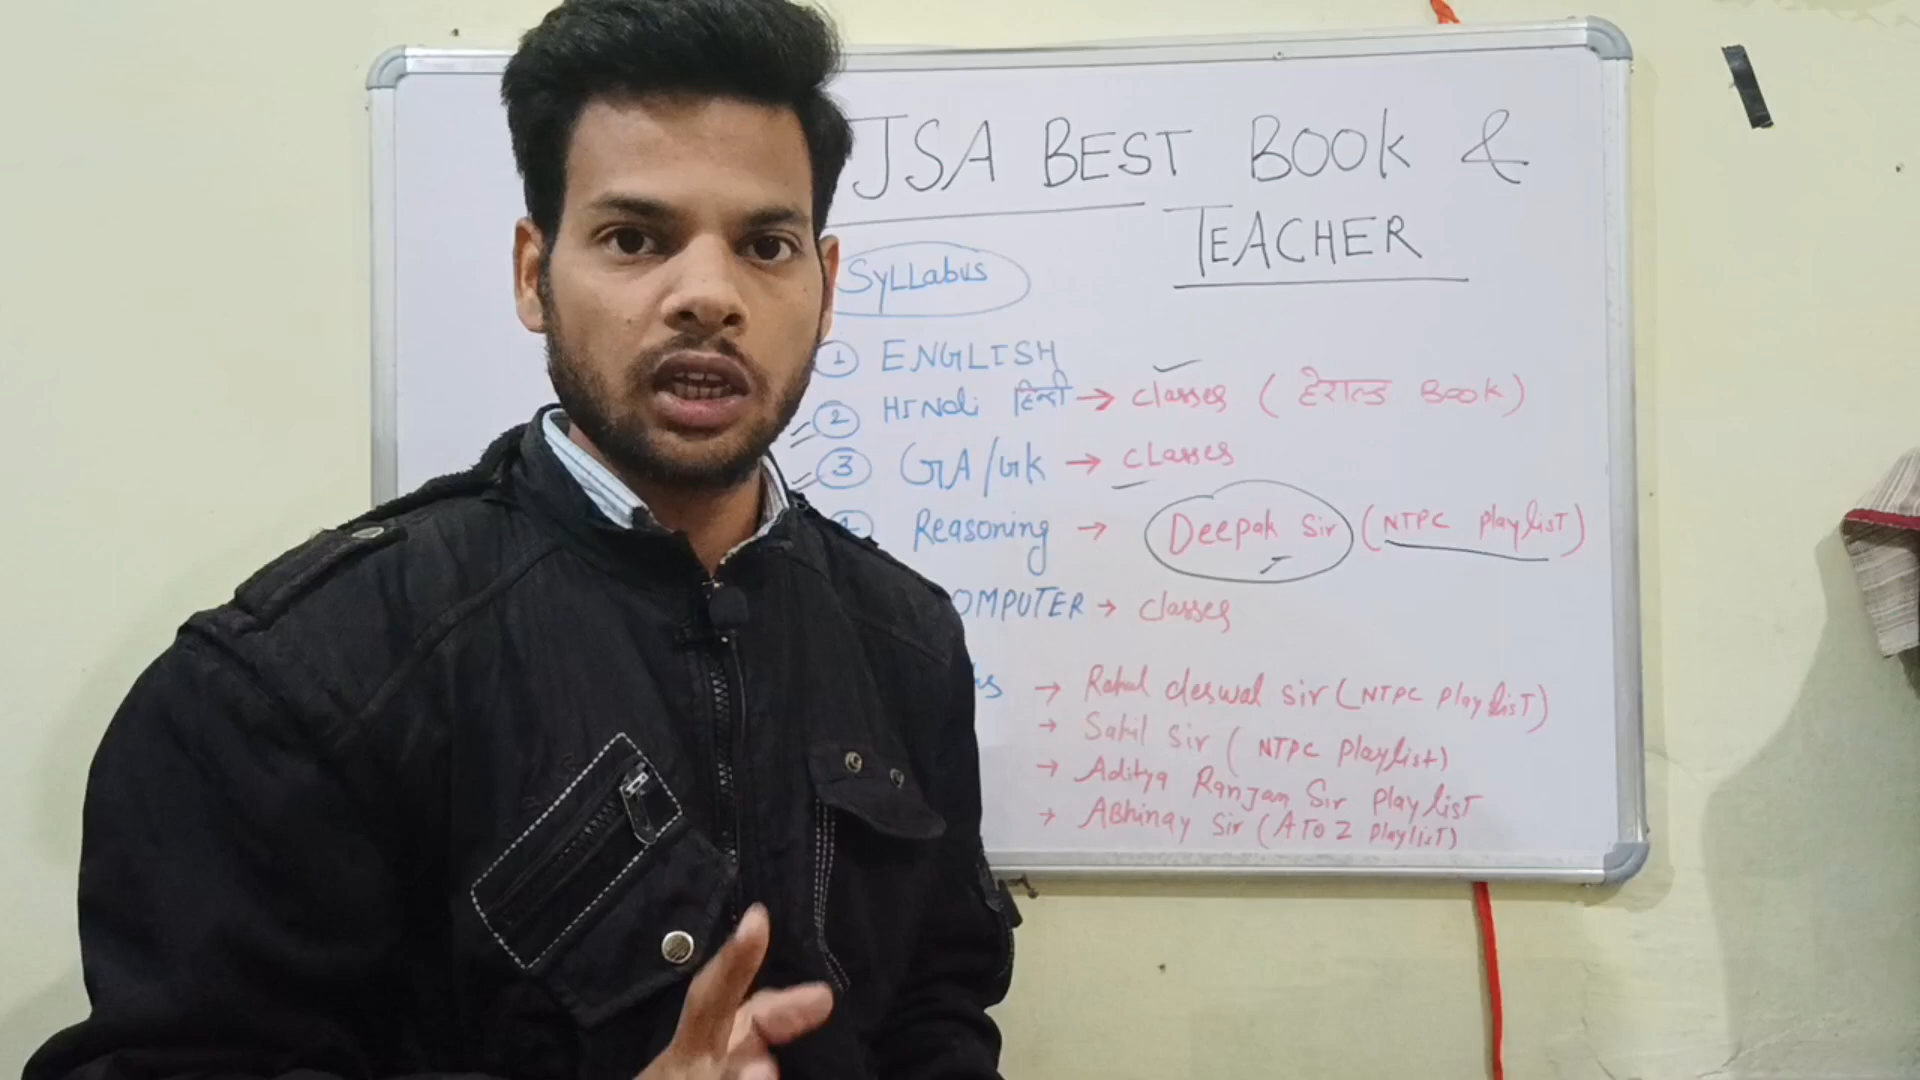 JSA BEST BOOK &
TEACHER
SyLLabus
1 ENGLISH
2 HINdi हिन्दी → classes ( हेराल्ड BOOK )
3 GA/GK → cLasses
4 Reasoning → Deepak Sir (NTPC PlayLisT)
OMPUTER → classes
→ Rahul deswal sir (NTPC PlayLisT)
→ Sahil Sir ( NTPC Playlist)
→ Aditya Ranjan Sir PlayLisT
→ ABhinay Sir (A TO Z PlaylisT)